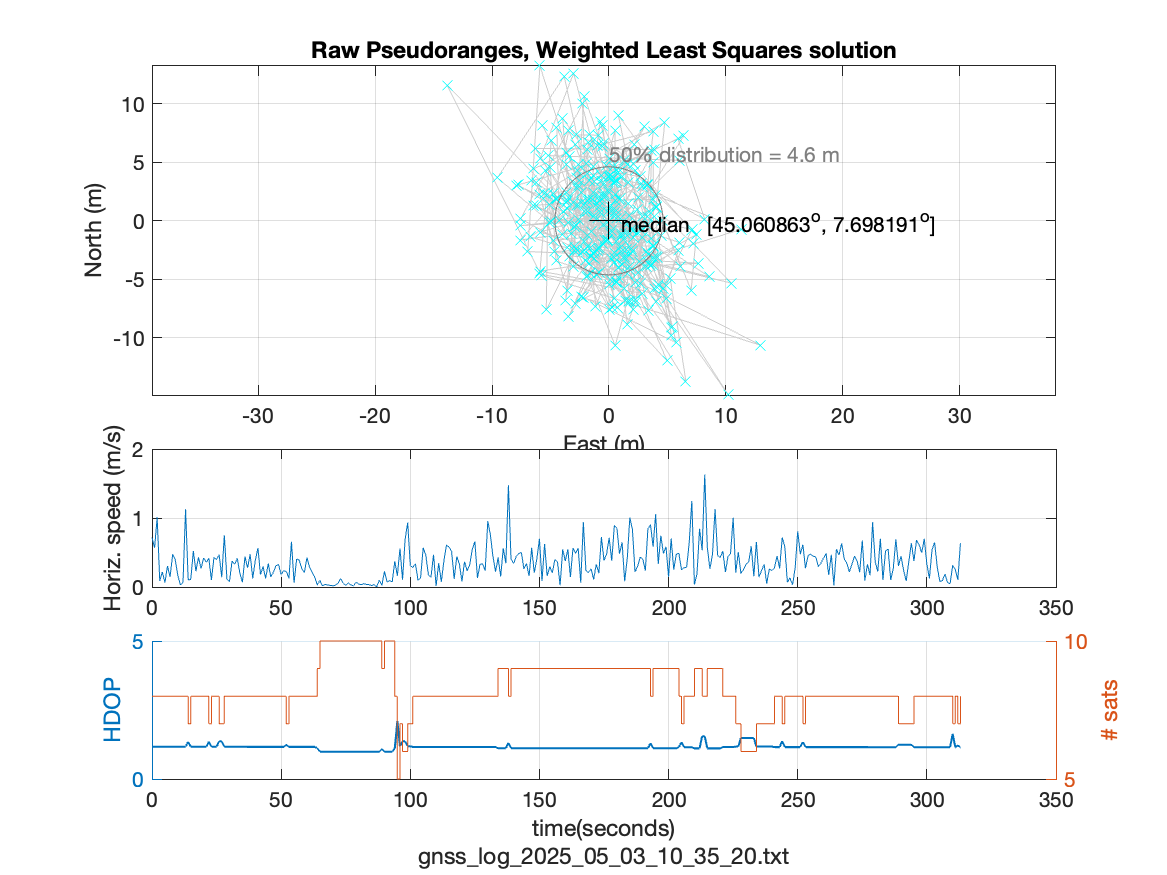 Raw Pseudoranges, Weighted Least Squares solution
10
5
0
-5
-10
North (m)
50% distribution = 4.6 m
median [45.060863°, 7.698191°]
-30 -20 -10 0 10 20 30
East (m)
Horiz. speed (m/s)
2
1
0
0 50 100 150 200 250 300 350
HDOP
5
0
# sats
10
5
0 50 100 150 200 250 300 350
time(seconds)
gnss_log_2025_05_03_10_35_20.txt